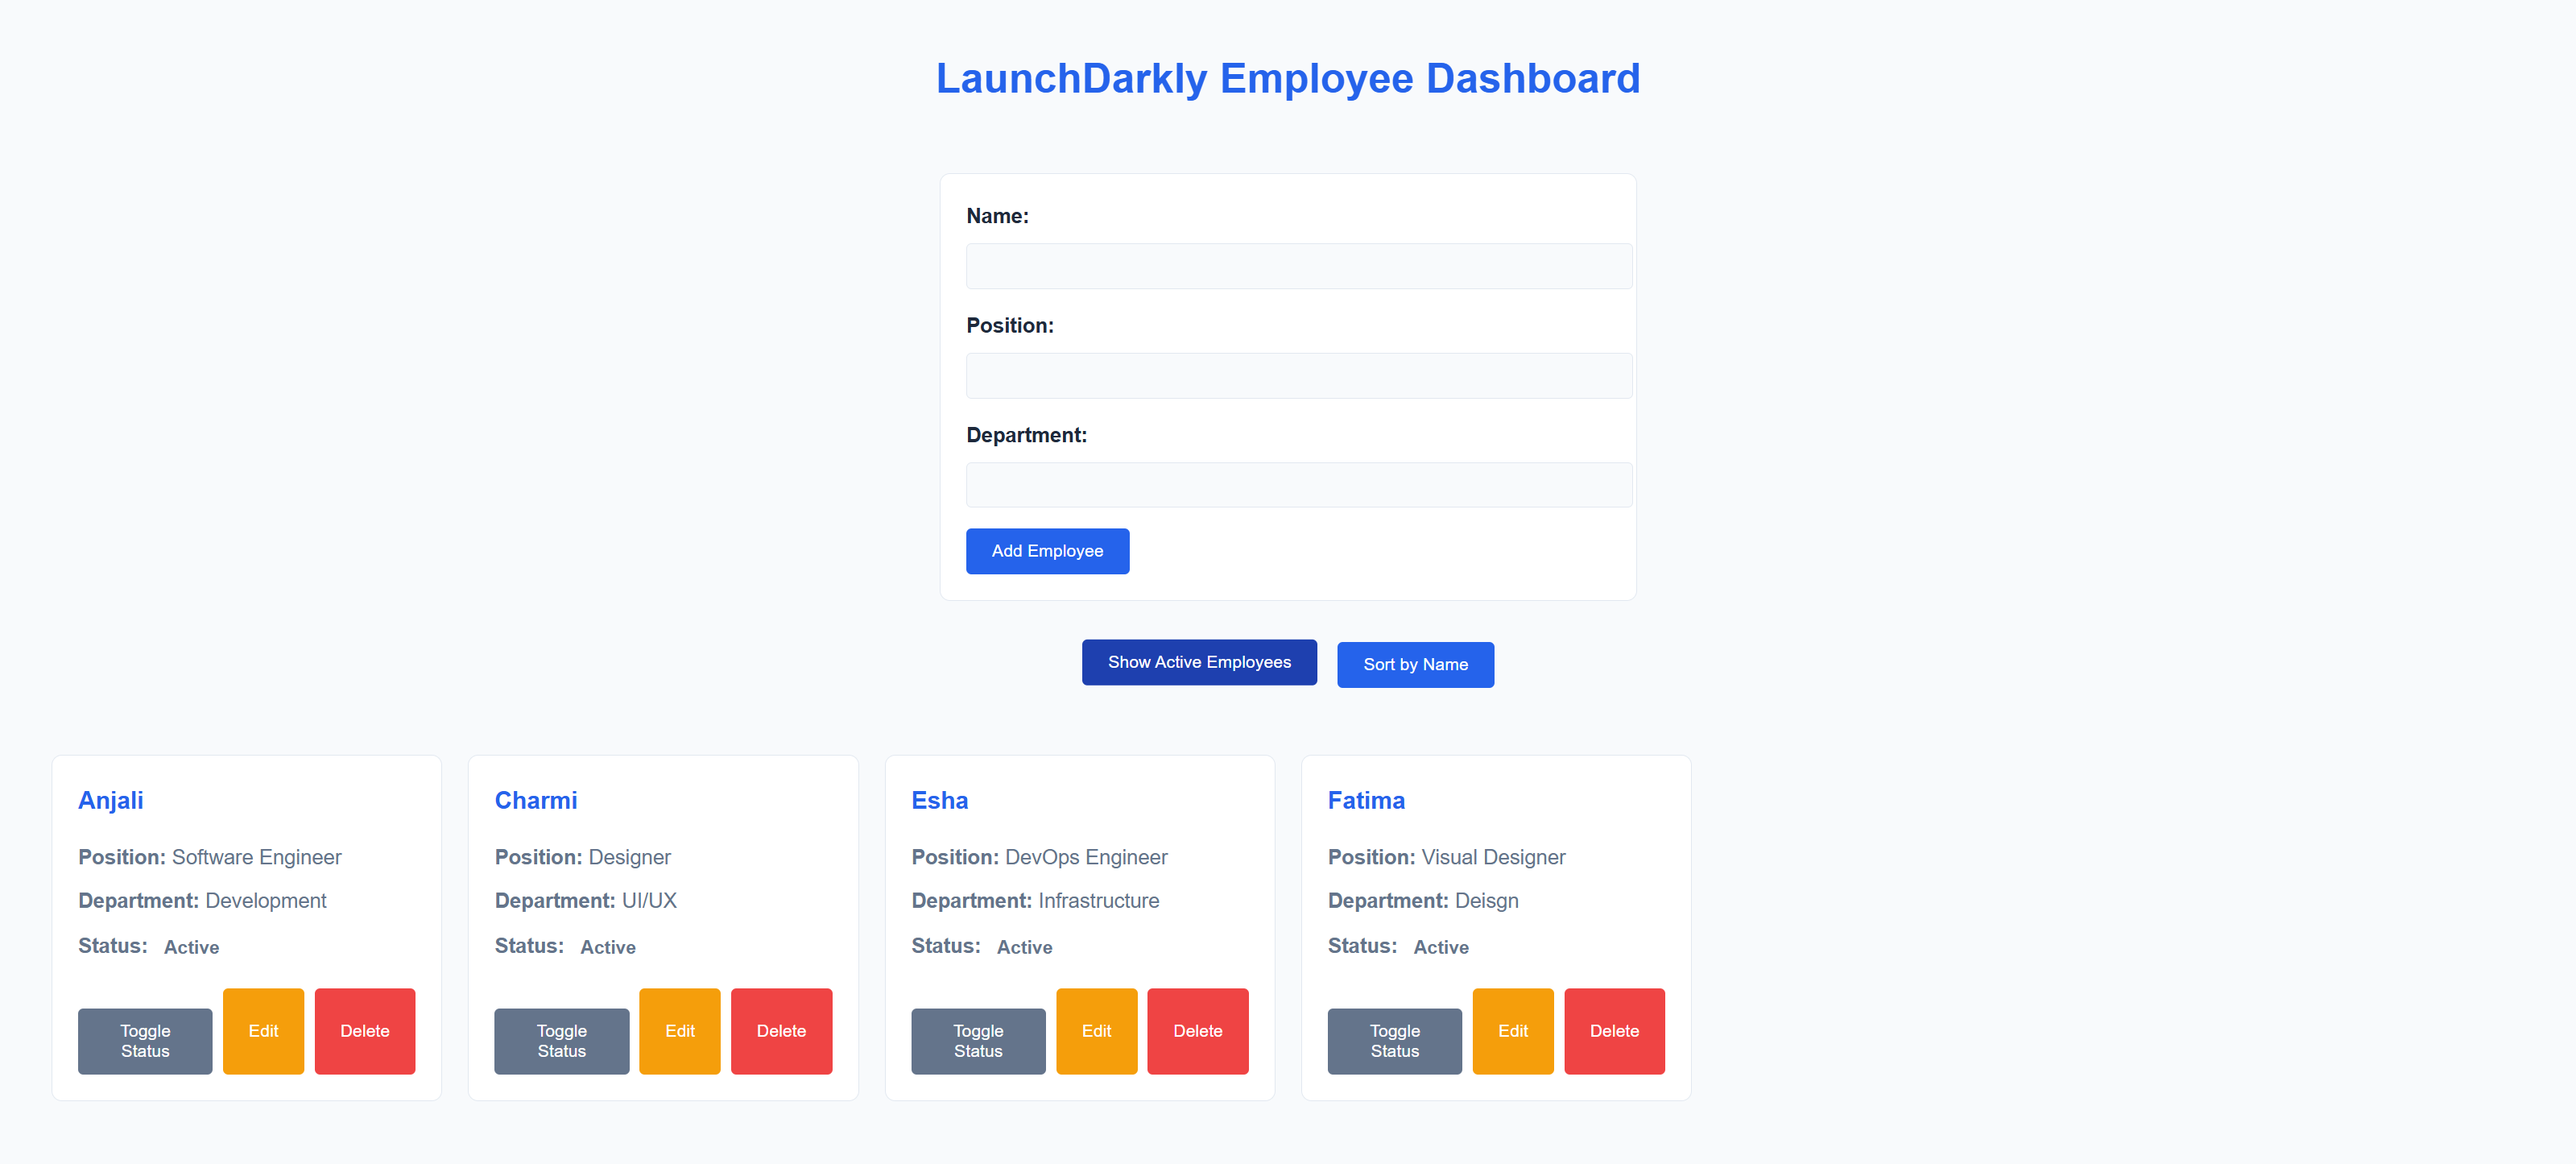 LaunchDarkly Employee Dashboard
Name:
Position:
Department:
Add Employee
Show Active Employees
Sort by Name
Anjali
Position: Software Engineer
Department: Development
Status: Active
Toggle
Status
Edit
Delete
Charmi
Position: Designer
Department: UI/UX
Status: Active
Toggle
Status
Edit
Delete
Esha
Position: DevOps Engineer
Department: Infrastructure
Status: Active
Toggle
Status
Edit
Delete
Fatima
Position: Visual Designer
Department: Deisgn
Status: Active
Toggle
Status
Edit
Delete